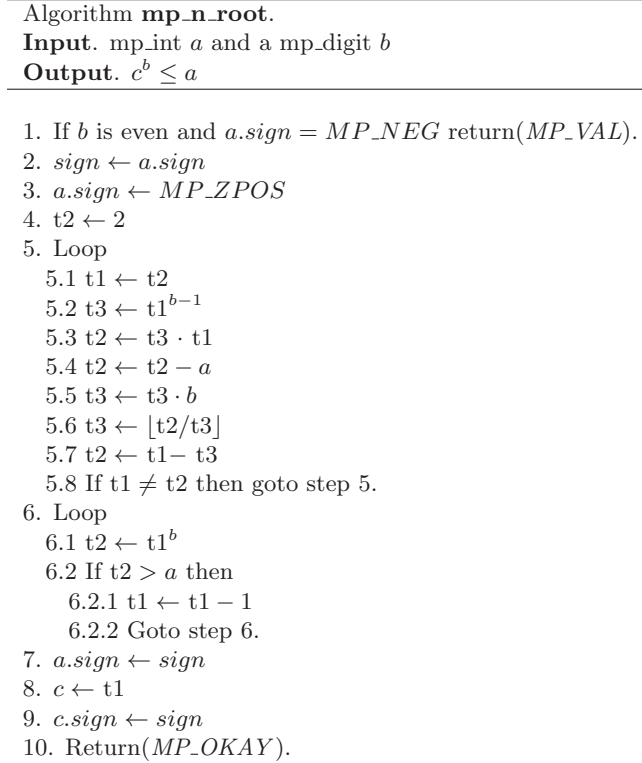 Algorithm mp_n_root.
Input. mp_int a and a mp_digit b
Output. c^b ≤ a
1. If b is even and a.sign = MP_NEG return(MP_VAL).
2. sign ← a.sign
3. a.sign ← MP_ZPOS
4. t2 ← 2
5. Loop
5.1 t1 ← t2
5.2 t3 ← t1^{b−1}
5.3 t2 ← t3 · t1
5.4 t2 ← t2 − a
5.5 t3 ← t3 · b
5.6 t3 ← ⌊t2/t3⌋
5.7 t2 ← t1− t3
5.8 If t1 ≠ t2 then goto step 5.
6. Loop
6.1 t2 ← t1^b
6.2 If t2 > a then
6.2.1 t1 ← t1 − 1
6.2.2 Goto step 6.
7. a.sign ← sign
8. c ← t1
9. c.sign ← sign
10. Return(MP_OKAY).